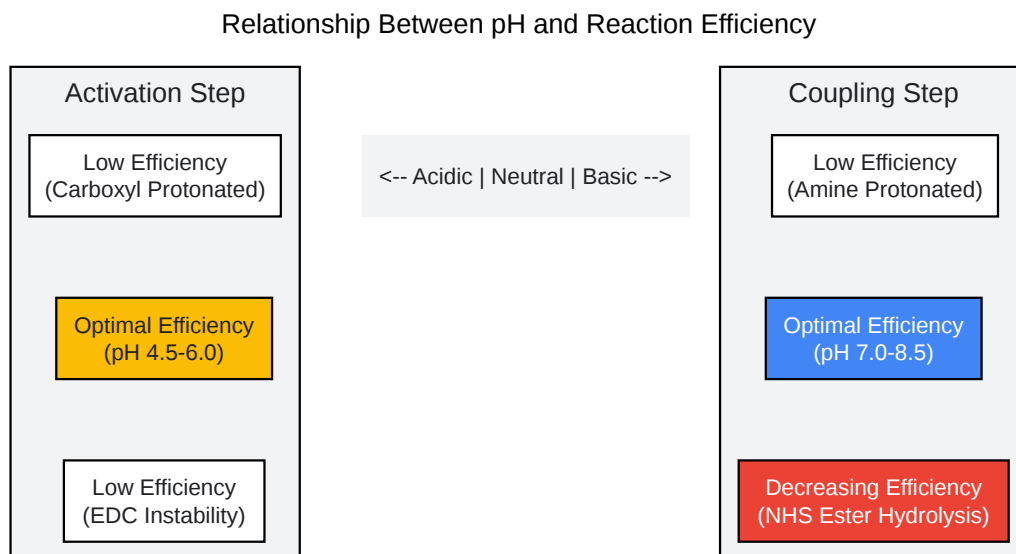 Relationship Between pH and Reaction Efficiency
Activation Step
Low Efficiency
(Carboxyl Protonated)
Optimal Efficiency
(pH 4.5-6.0)
Low Efficiency
(EDC Instability)
<-- Acidic | Neutral | Basic -->
Coupling Step
Low Efficiency
(Amine Protonated)
Optimal Efficiency
(pH 7.0-8.5)
Decreasing Efficiency
(NHS Ester Hydrolysis)